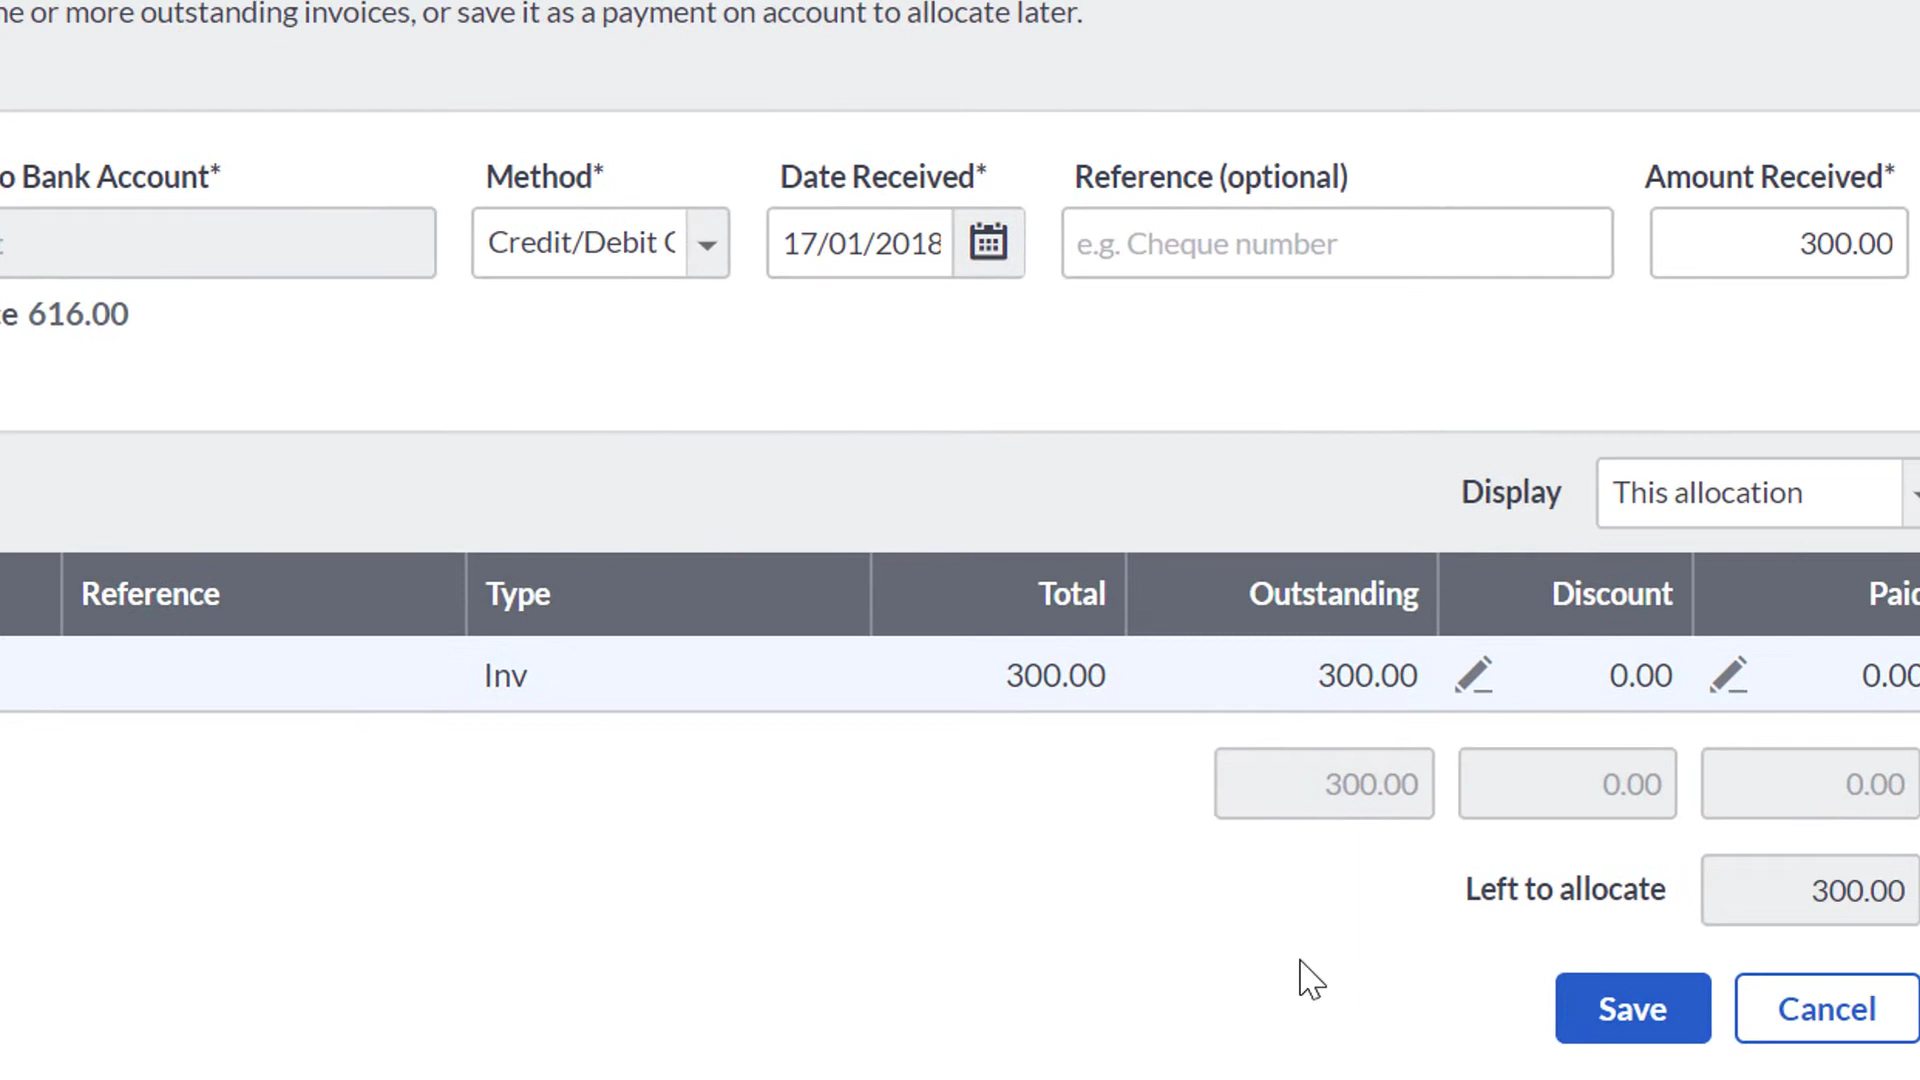 or more outstanding invoices, or save it as a payment on account to allocate later.
Bank Account* Method* Date Received* Reference (optional) Amount Received*
Credit/Debit 17/01/2018 e.g. Cheque number 300.00
616.00
Display This allocation
Reference Type Total Outstanding Discount
Inv 300.00 300.00 0.00 0.00
300.00 0.00 0.00
Left to allocate 300.00
Save Cancel